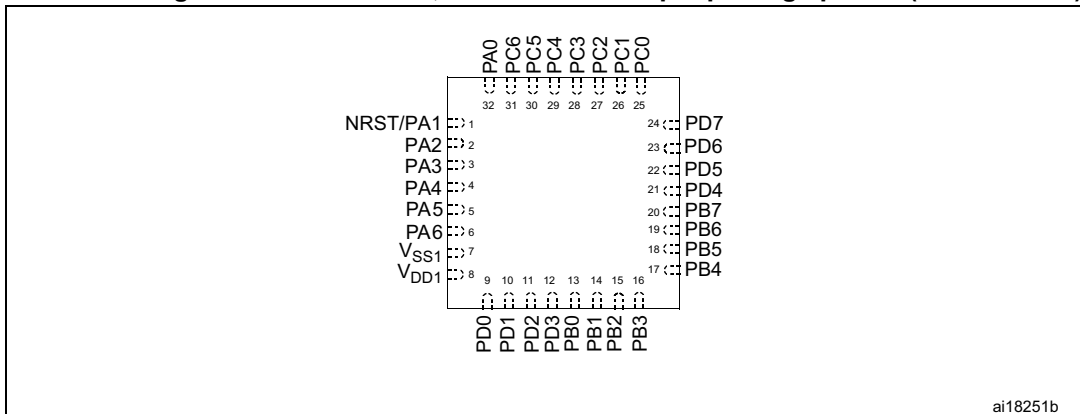 PA0 PC6 PC5 PC4 PC3 PC2 PC1 PC0
32 31 30 29 28 27 26 25
NRST/PA1 1
PA2 2
PA3 3
PA4 4
PA5 5
PA6 6
VSS1 7
VDD1 8
24 PD7
23 PD6
22 PD5
21 PD4
20 PB7
19 PB6
18 PB5
17 PB4
9 10 11 12 13 14 15 16
PD0 PD1 PD2 PD3 PB0 PB1 PB2 PB3
ai18251b